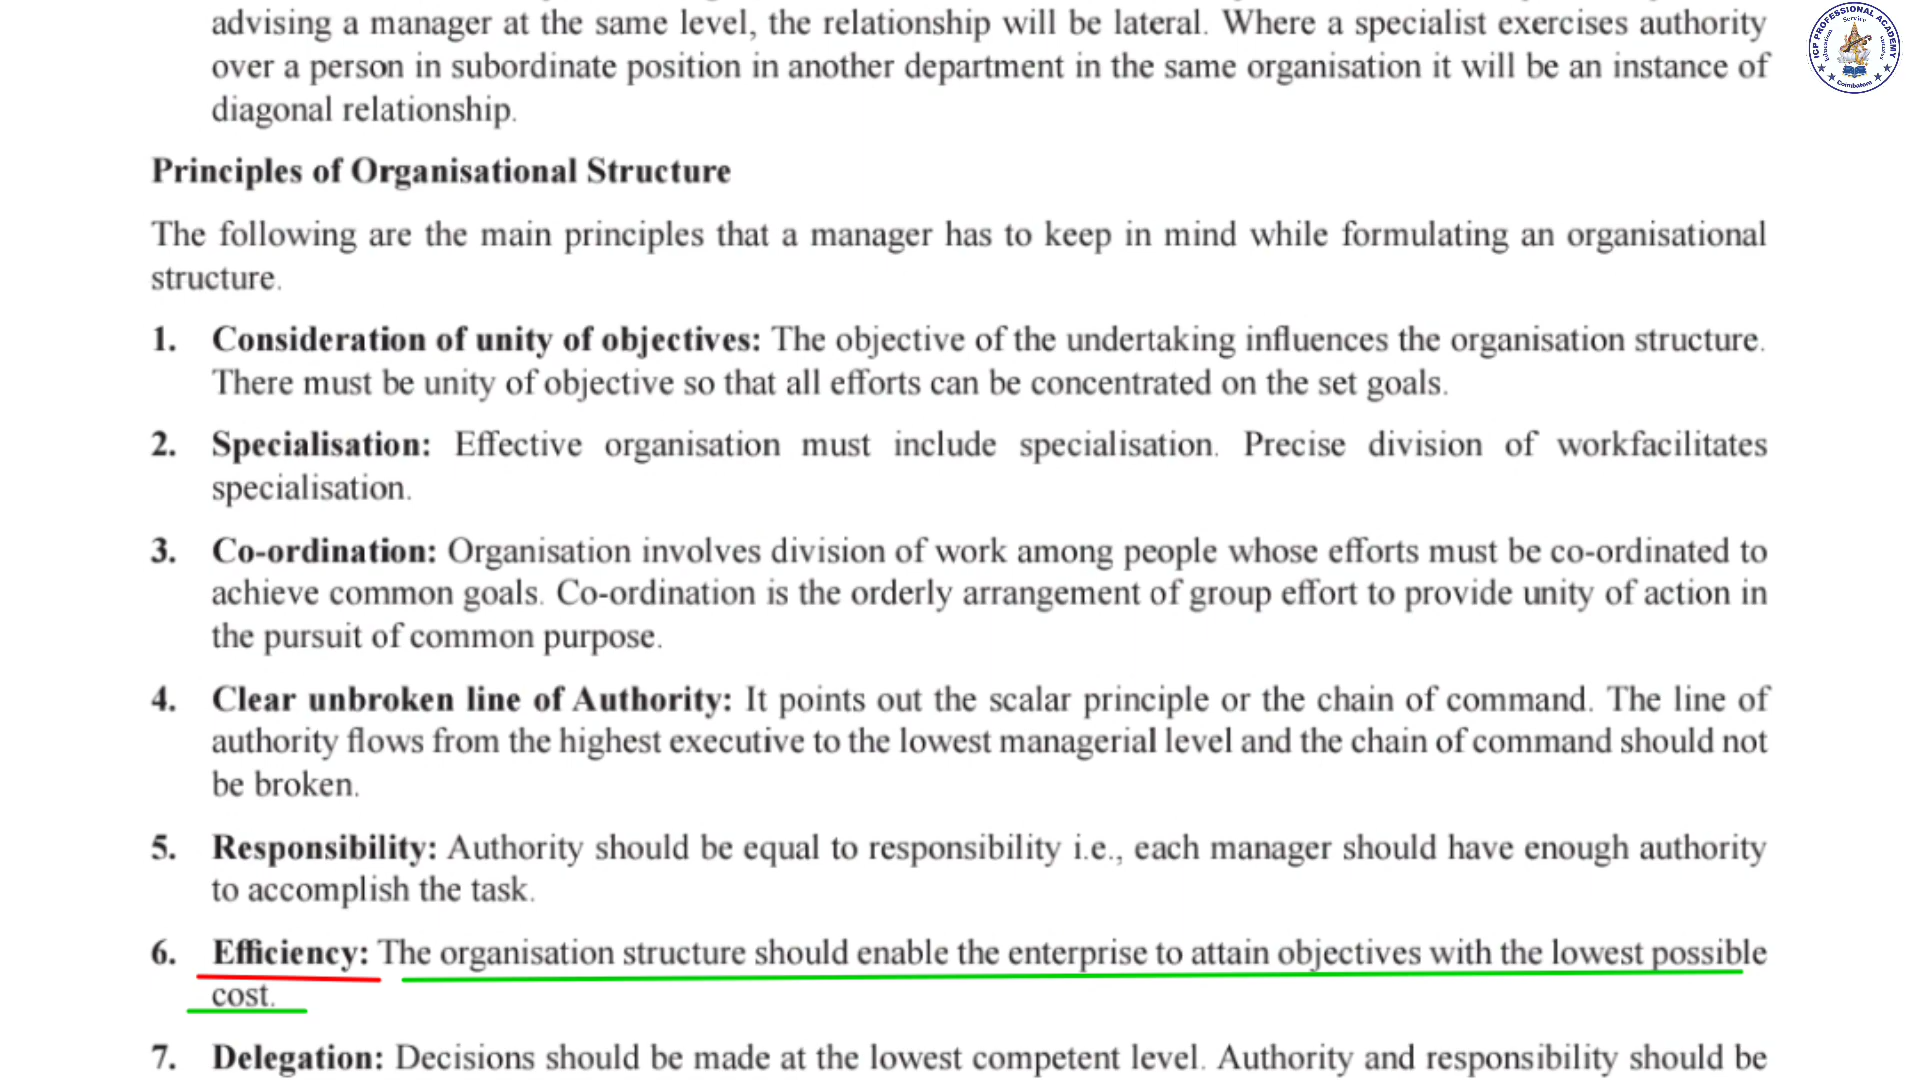 advising a manager at the same level, the relationship will be lateral. Where a specialist exercises authority
over a person in subordinate position in another department in the same organisation it will be an instance of
diagonal relationship.
Principles of Organisational Structure
The following are the main principles that a manager has to keep in mind while formulating an organisational
structure.
1. Consideration of unity of objectives: The objective of the undertaking influences the organisation structure.
There must be unity of objective so that all efforts can be concentrated on the set goals.
2. Specialisation: Effective organisation must include specialisation. Precise division of workfacilitates
specialisation.
3. Co-ordination: Organisation involves division of work among people whose efforts must be co-ordinated to
achieve common goals. Co-ordination is the orderly arrangement of group effort to provide unity of action in
the pursuit of common purpose.
4. Clear unbroken line of Authority: It points out the scalar principle or the chain of command. The line of
authority flows from the highest executive to the lowest managerial level and the chain of command should not
be broken.
5. Responsibility: Authority should be equal to responsibility i.e., each manager should have enough authority
to accomplish the task.
6. Efficiency: The organisation structure should enable the enterprise to attain objectives with the lowest possible
cost.
7. Delegation: Decisions should be made at the lowest competent level. Authority and responsibility should be
PROFESSIONAL ACADEMY
Service
Education
Coimbatore